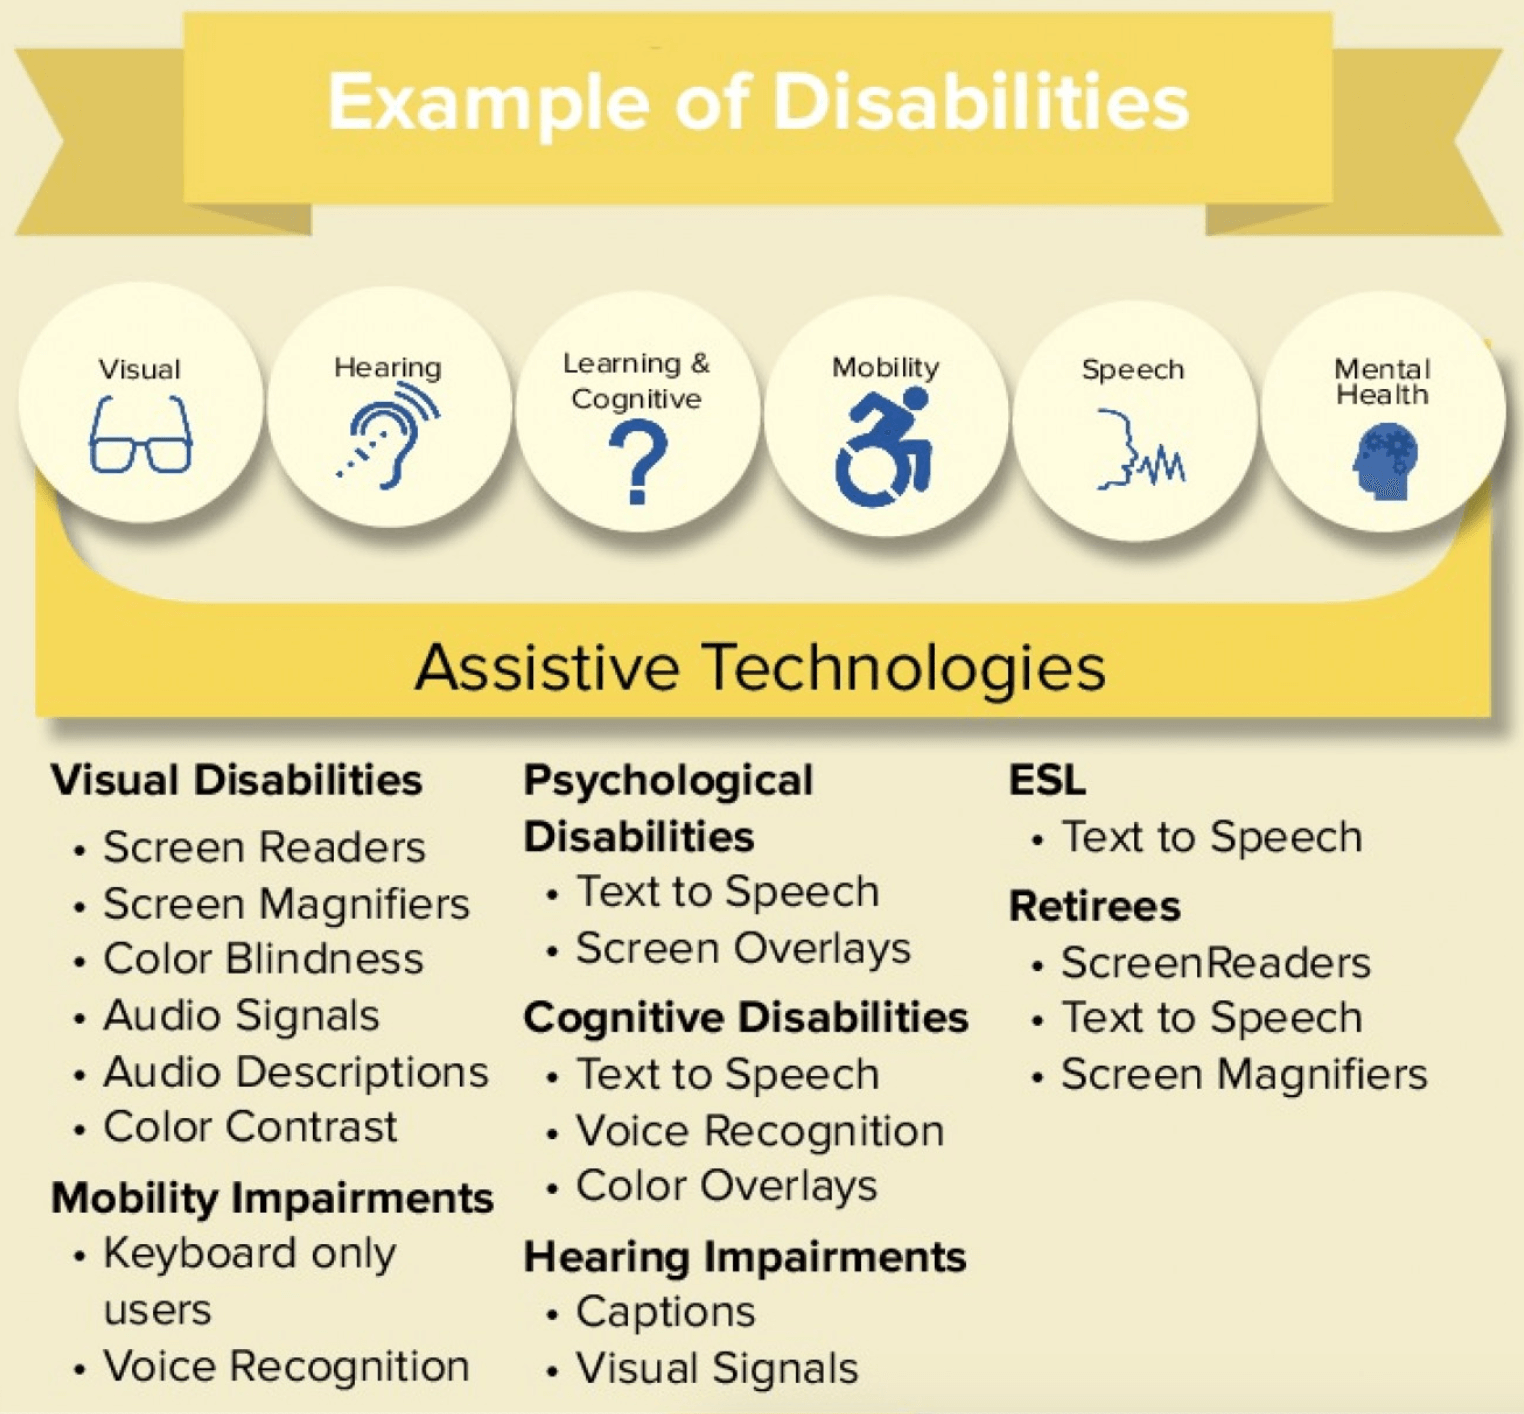 Example of Disabilities
Visual
Hearing
Learning &
Cognitive
Mobility
Speech
Mental
Health
Assistive Technologies
Visual Disabilities
• Screen Readers
• Screen Magnifiers
• Color Blindness
• Audio Signals
• Audio Descriptions
• Color Contrast
Mobility Impairments
• Keyboard only
users
• Voice Recognition
Psychological
Disabilities
• Text to Speech
• Screen Overlays
Cognitive Disabilities
• Text to Speech
• Voice Recognition
• Color Overlays
Hearing Impairments
• Captions
• Visual Signals
ESL
• Text to Speech
Retirees
• ScreenReaders
• Text to Speech
• Screen Magnifiers